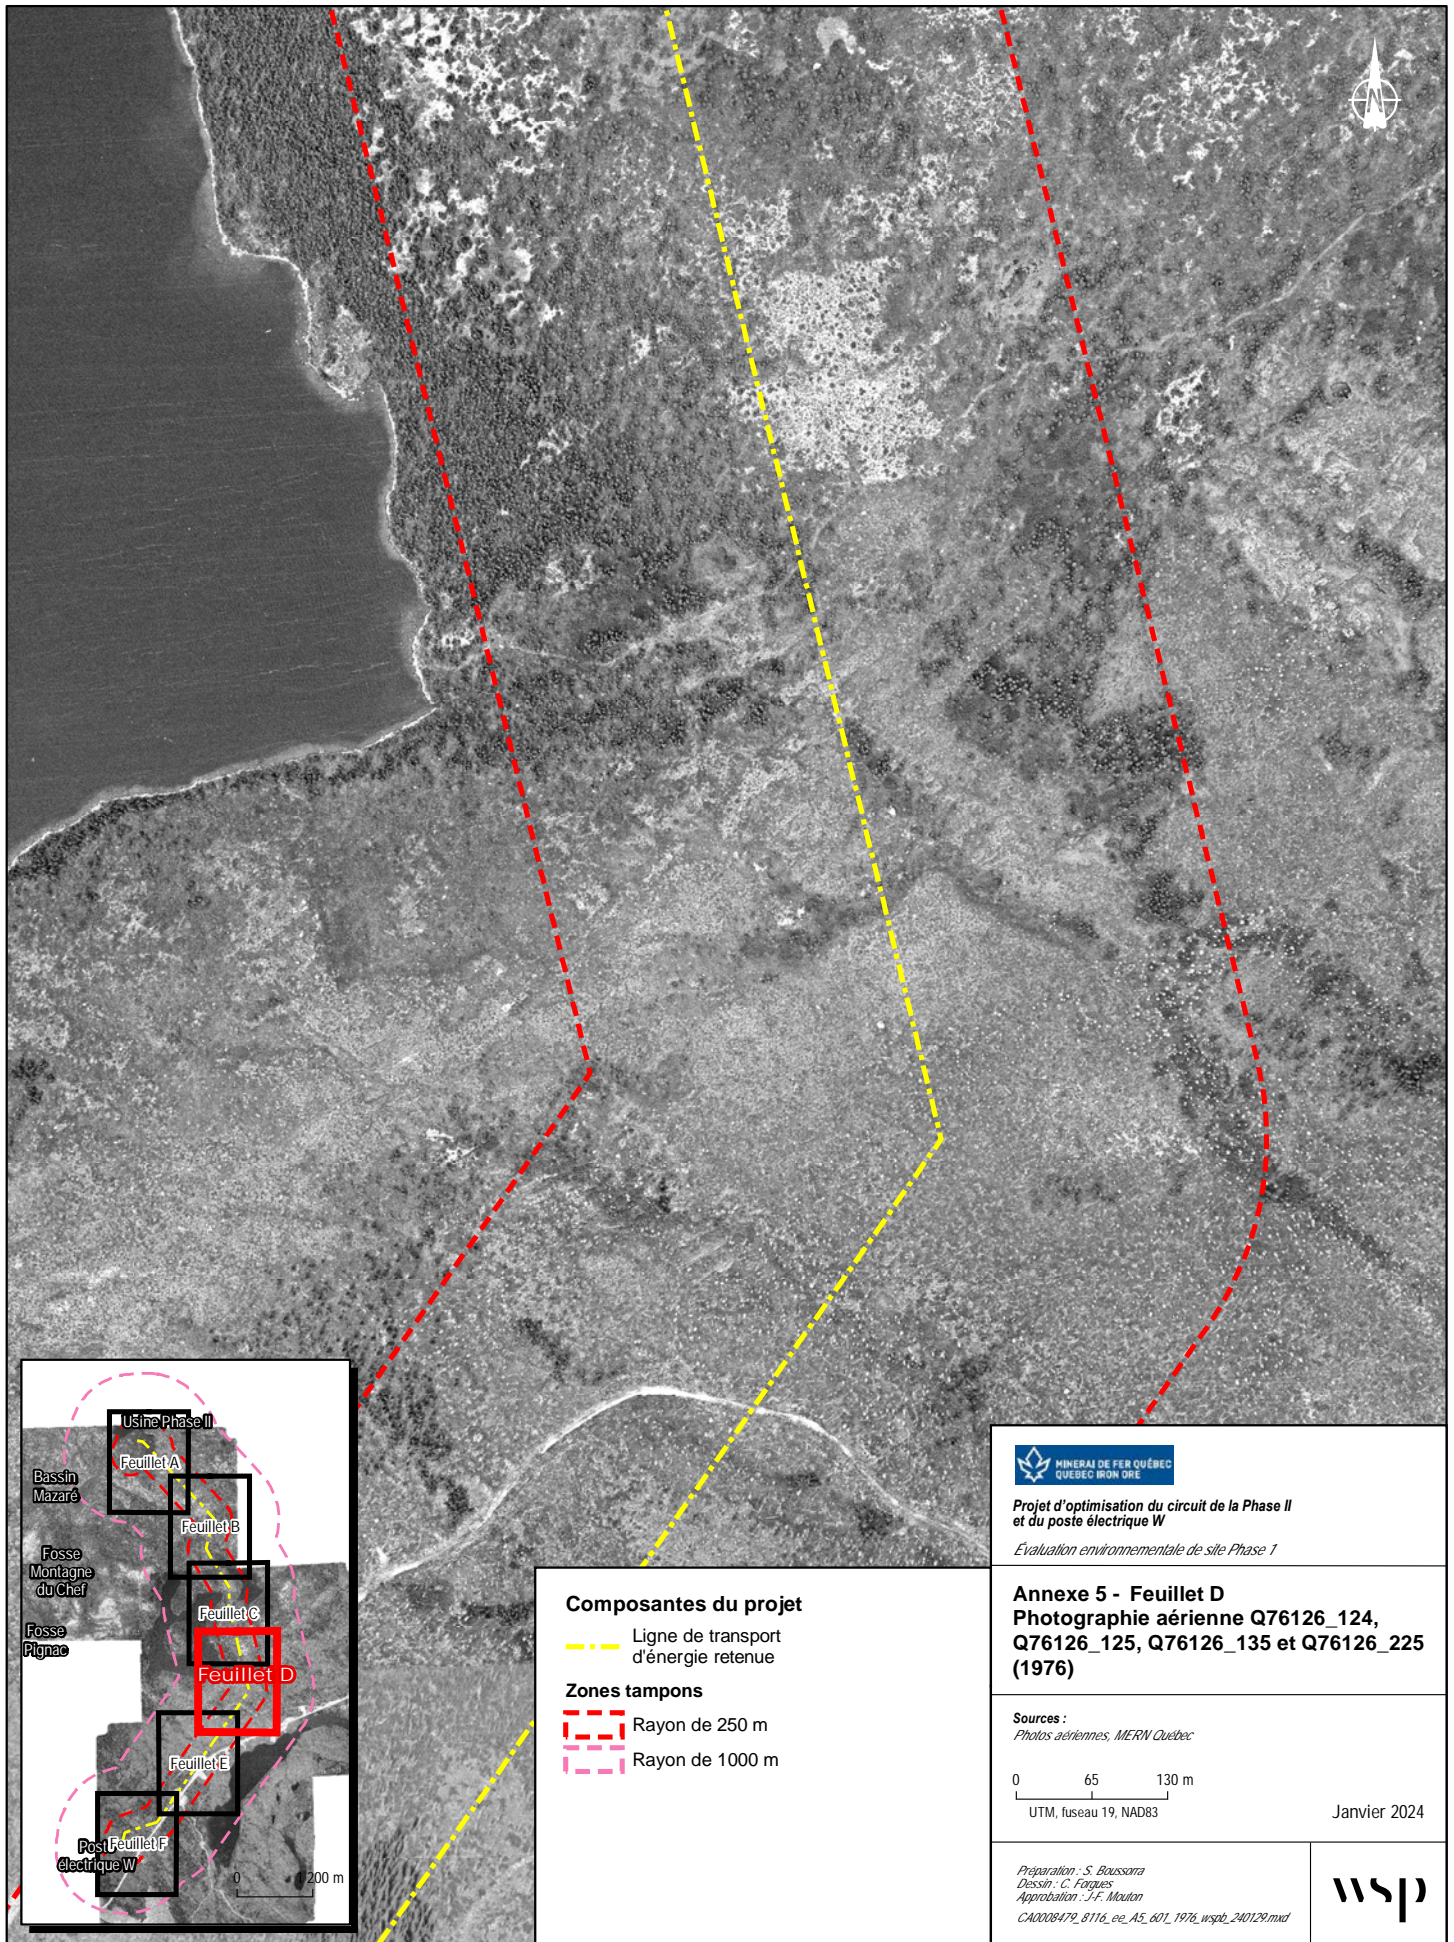 N
Usine Phase II
Feuillet A
Bassin
Mazaré
Feuillet B
Fosse
Montagne
du Chef
Feuillet C
Fosse
Pignac
Feuillet D
Feuillet E
Feuillet F
Post
électrique W
0 1 200 m
Composantes du projet
Ligne de transport
d'énergie retenue
Zones tampons
Rayon de 250 m
Rayon de 1000 m
MINERAI DE FER QUÉBEC
QUEBEC IRON ORE
Projet d'optimisation du circuit de la Phase II
et du poste électrique W
Évaluation environnementale de site Phase 1
Annexe 5 - Feuillet D
Photographie aérienne Q76126_124,
Q76126_125, Q76126_135 et Q76126_225
(1976)
Sources :
Photos aériennes, MERN Québec
0 65 130 m
UTM, fuseau 19, NAD83
Janvier 2024
Préparation : S. Boussorra
Dessin : C. Forgues
Approbation : J-F. Mouton
CA0008479_8116_ee_A5_601_1976_wspb_240129.mxd
wsp